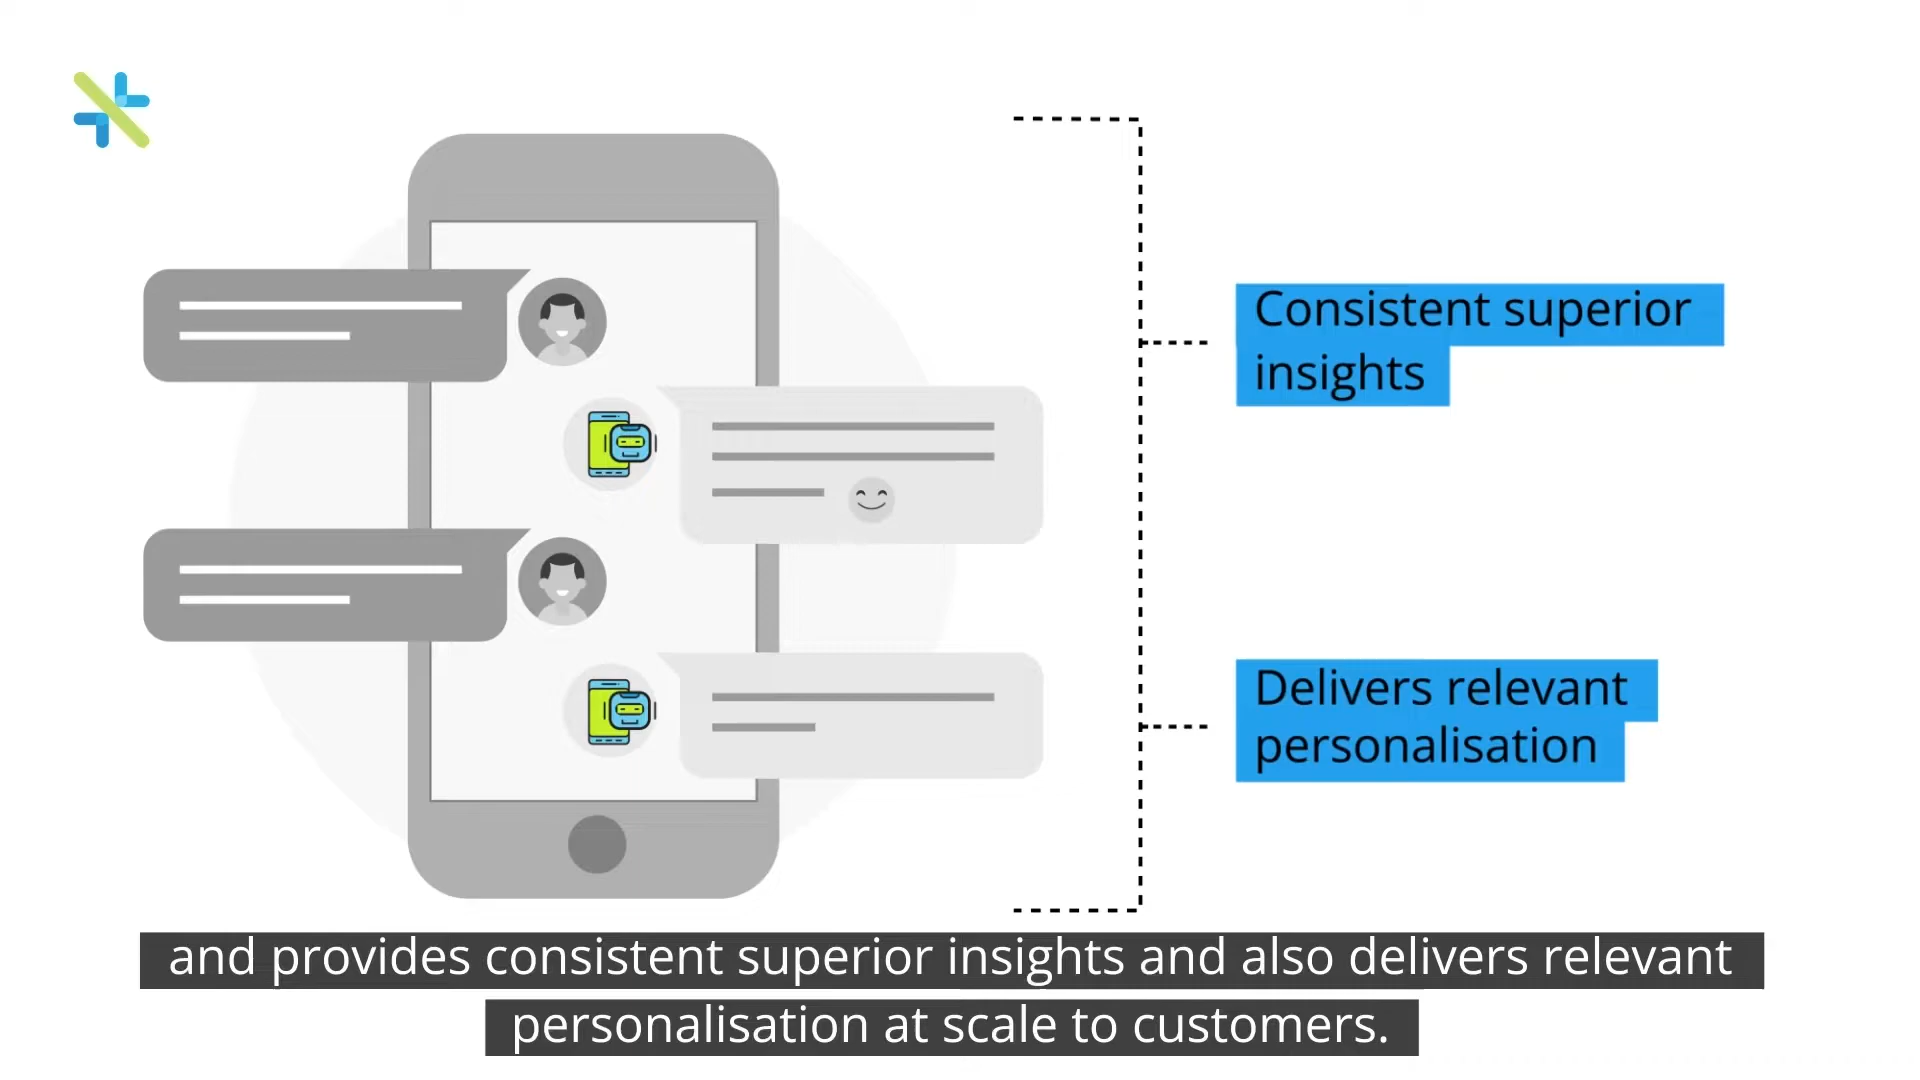 Consistent superior
insights
Delivers relevant
personalisation
and provides consistent superior insights and also delivers relevant
personalisation at scale to customers.